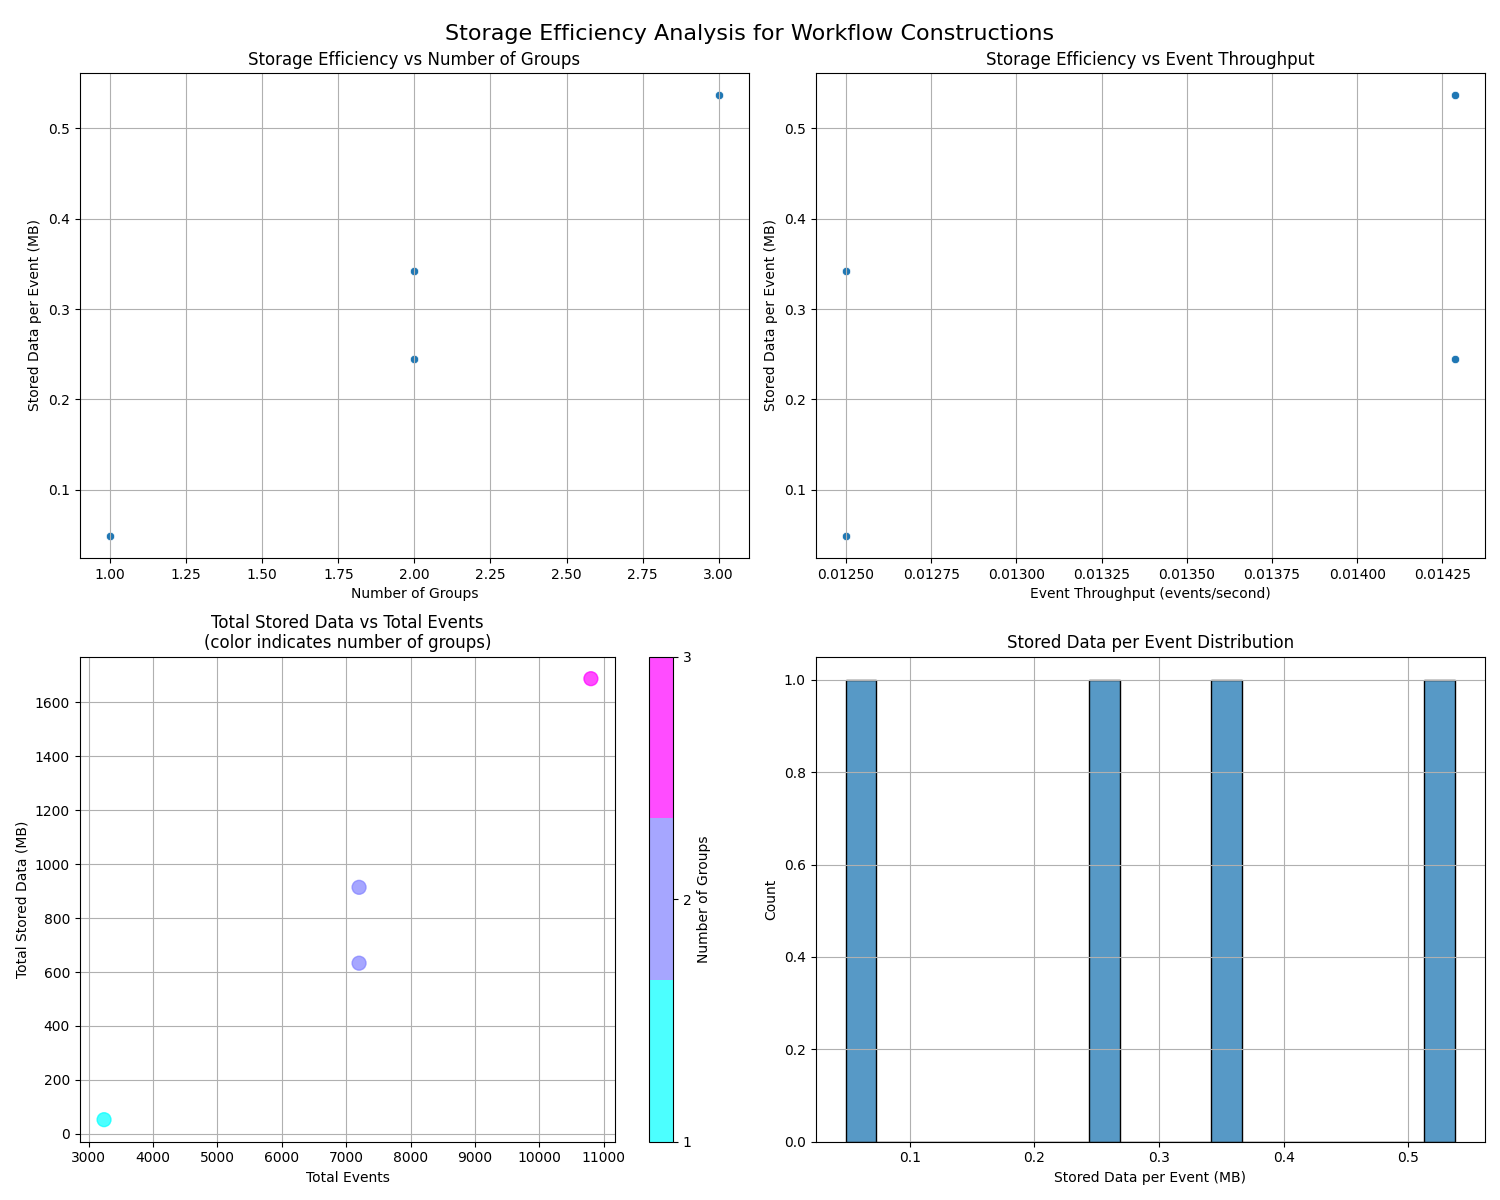 Storage Efficiency Analysis for Workflow Constructions
Storage Efficiency vs Number of Groups
Stored Data per Event (MB)
0.5
0.4
0.3
0.2
0.1
1.00 1.25 1.50 1.75 2.00 2.25 2.50 2.75 3.00
Number of Groups
Storage Efficiency vs Event Throughput
Stored Data per Event (MB)
0.5
0.4
0.3
0.2
0.1
0.01250 0.01275 0.01300 0.01325 0.01350 0.01375 0.01400 0.01425
Event Throughput (events/second)
Total Stored Data vs Total Events
(color indicates number of groups)
Total Stored Data (MB)
1600
1400
1200
1000
800
600
400
200
0
3000 4000 5000 6000 7000 8000 9000 10000 11000
Total Events
3
2
1
Number of Groups
Stored Data per Event Distribution
Count
1.0
0.8
0.6
0.4
0.2
0.0
0.1 0.2 0.3 0.4 0.5
Stored Data per Event (MB)